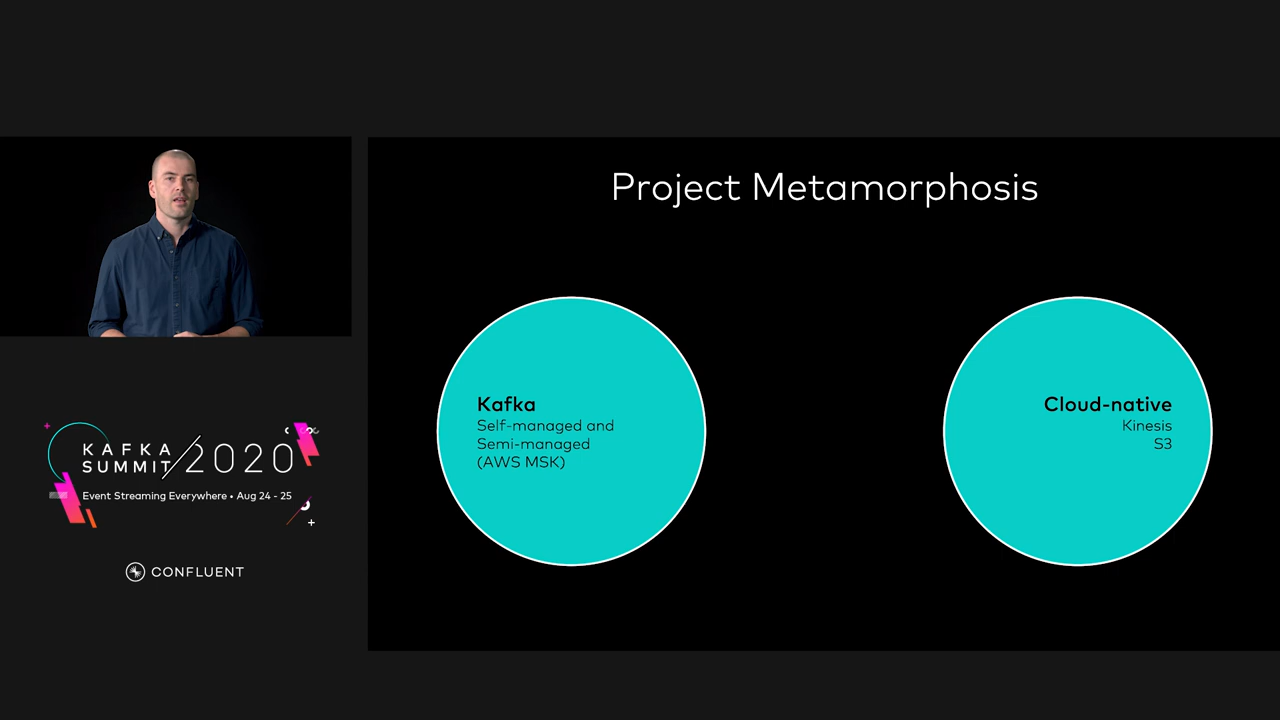 Project Metamorphosis
Kafka
Self-managed and
Semi-managed
(AWS MSK)
Cloud-native
Kinesis
S3
KAFKA
SUMMIT
2020
Event Streaming Everywhere • Aug 24 - 25
CONFLUENT